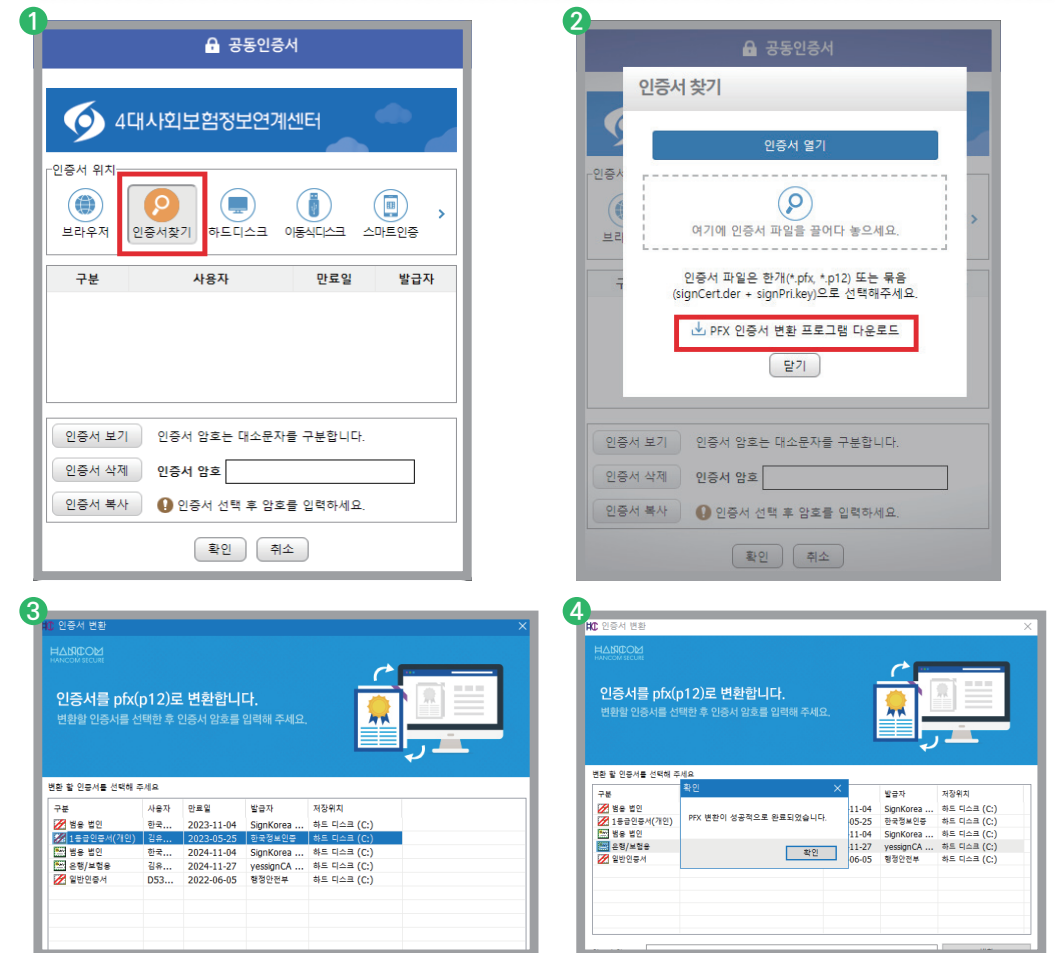 1
공동인증서
4대사회보험정보연계센터
인증서 위치
브라우저 인증서찾기 하드디스크 이동식디스크 스마트인증
구분 사용자 만료일 발급자
인증서 보기 인증서 암호는 대소문자를 구분합니다.
인증서 삭제 인증서 암호
인증서 복사 인증서 선택 후 암호를 입력하세요.
확인 취소
2
공동인증서
인증서 찾기
인증서 열기
여기에 인증서 파일을 끌어다 놓으세요.
인증서 파일은 한개(*.pfx, *.p12) 또는 묶음
(signCert.der + signPri.key)으로 선택해주세요.
PFX 인증서 변환 프로그램 다운로드
닫기
인증서 보기 인증서 암호는 대소문자를 구분합니다.
인증서 삭제 인증서 암호
인증서 복사 인증서 선택 후 암호를 입력하세요.
확인 취소
3
인증서 변환
HANCOM
HANCOM SECURE
인증서를 pfx(p12)로 변환합니다.
변환할 인증서를 선택한 후 인증서 암호를 입력해 주세요.
변환 할 인증서를 선택해 주세요
구분 사용자 만료일 발급자 저장위치
범용 법인 한국... 2023-11-04 SignKorea ... 하드 디스크 (C:)
1등급인증서(개인) 김유... 2023-05-25 한국정보인증 하드 디스크 (C:)
범용 법인 한국... 2024-11-04 SignKorea ... 하드 디스크 (C:)
은행/보험용 김유... 2024-11-27 yessignCA ... 하드 디스크 (C:)
일반인증서 D53... 2022-06-05 행정안전부 하드 디스크 (C:)
4
인증서 변환
HANCOM
HANCOM SECURE
인증서를 pfx(p12)로 변환합니다.
변환할 인증서를 선택한 후 인증서 암호를 입력해 주세요.
변환 할 인증서를 선택해 주세요
구분 발급자 저장위치
범용 법인 11-04 SignKorea ... 하드 디스크 (C:)
1등급인증서(개인) 05-25 한국정보인증 하드 디스크 (C:)
범용 법인 11-04 SignKorea ... 하드 디스크 (C:)
은행/보험용 11-27 yessignCA ... 하드 디스크 (C:)
일반인증서 06-05 행정안전부 하드 디스크 (C:)
확인
PFX 변환이 성공적으로 완료되었습니다.
확인